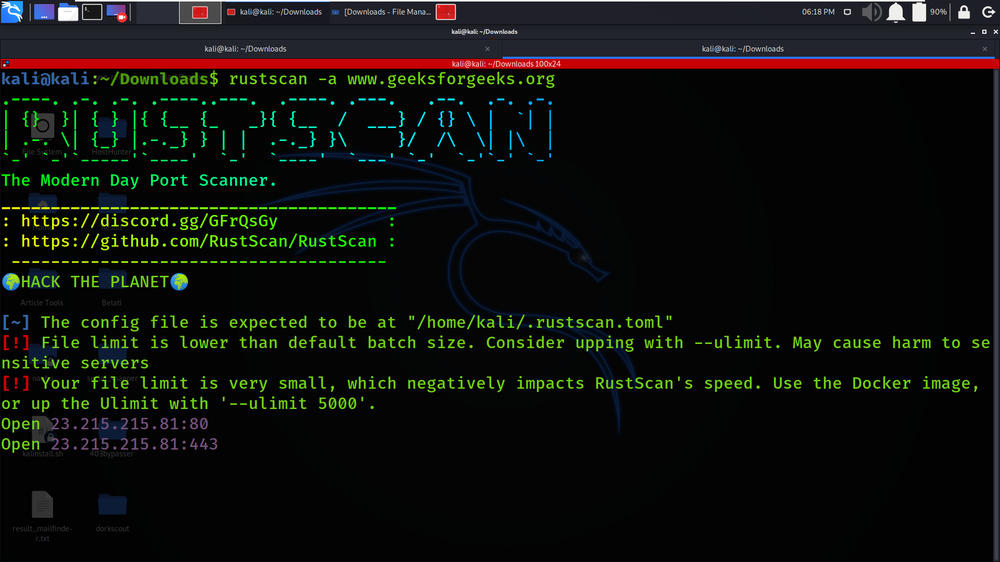 06:18 PM
90%
kali@kali: ~/Downloads
[Downloads - File Mana...
kali@kali: ~/Downloads
kali@kali: ~/Downloads
kali@kali: ~/Downloads
kali@kali: ~/Downloads 100x24
kali@kali:~/Downloads$ rustscan -a www.geeksforgeeks.org
RUSTSCAN
The Modern Day Port Scanner.
: https://discord.gg/GFrQsGy :
: https://github.com/RustScan/RustScan :
HACK THE PLANET
[~] The config file is expected to be at "/home/kali/.rustscan.toml"
[!] File limit is lower than default batch size. Consider upping with --ulimit. May cause harm to se
nsitive servers
[!] Your file limit is very small, which negatively impacts RustScan's speed. Use the Docker image,
or up the Ulimit with '--ulimit 5000'.
Open 23.215.215.81:80
Open 23.215.215.81:443
File System
HostHunter
Article Tools
Belati
kalinstall.sh
403bypasser
result_mailfinde-
r.txt
dorkscout